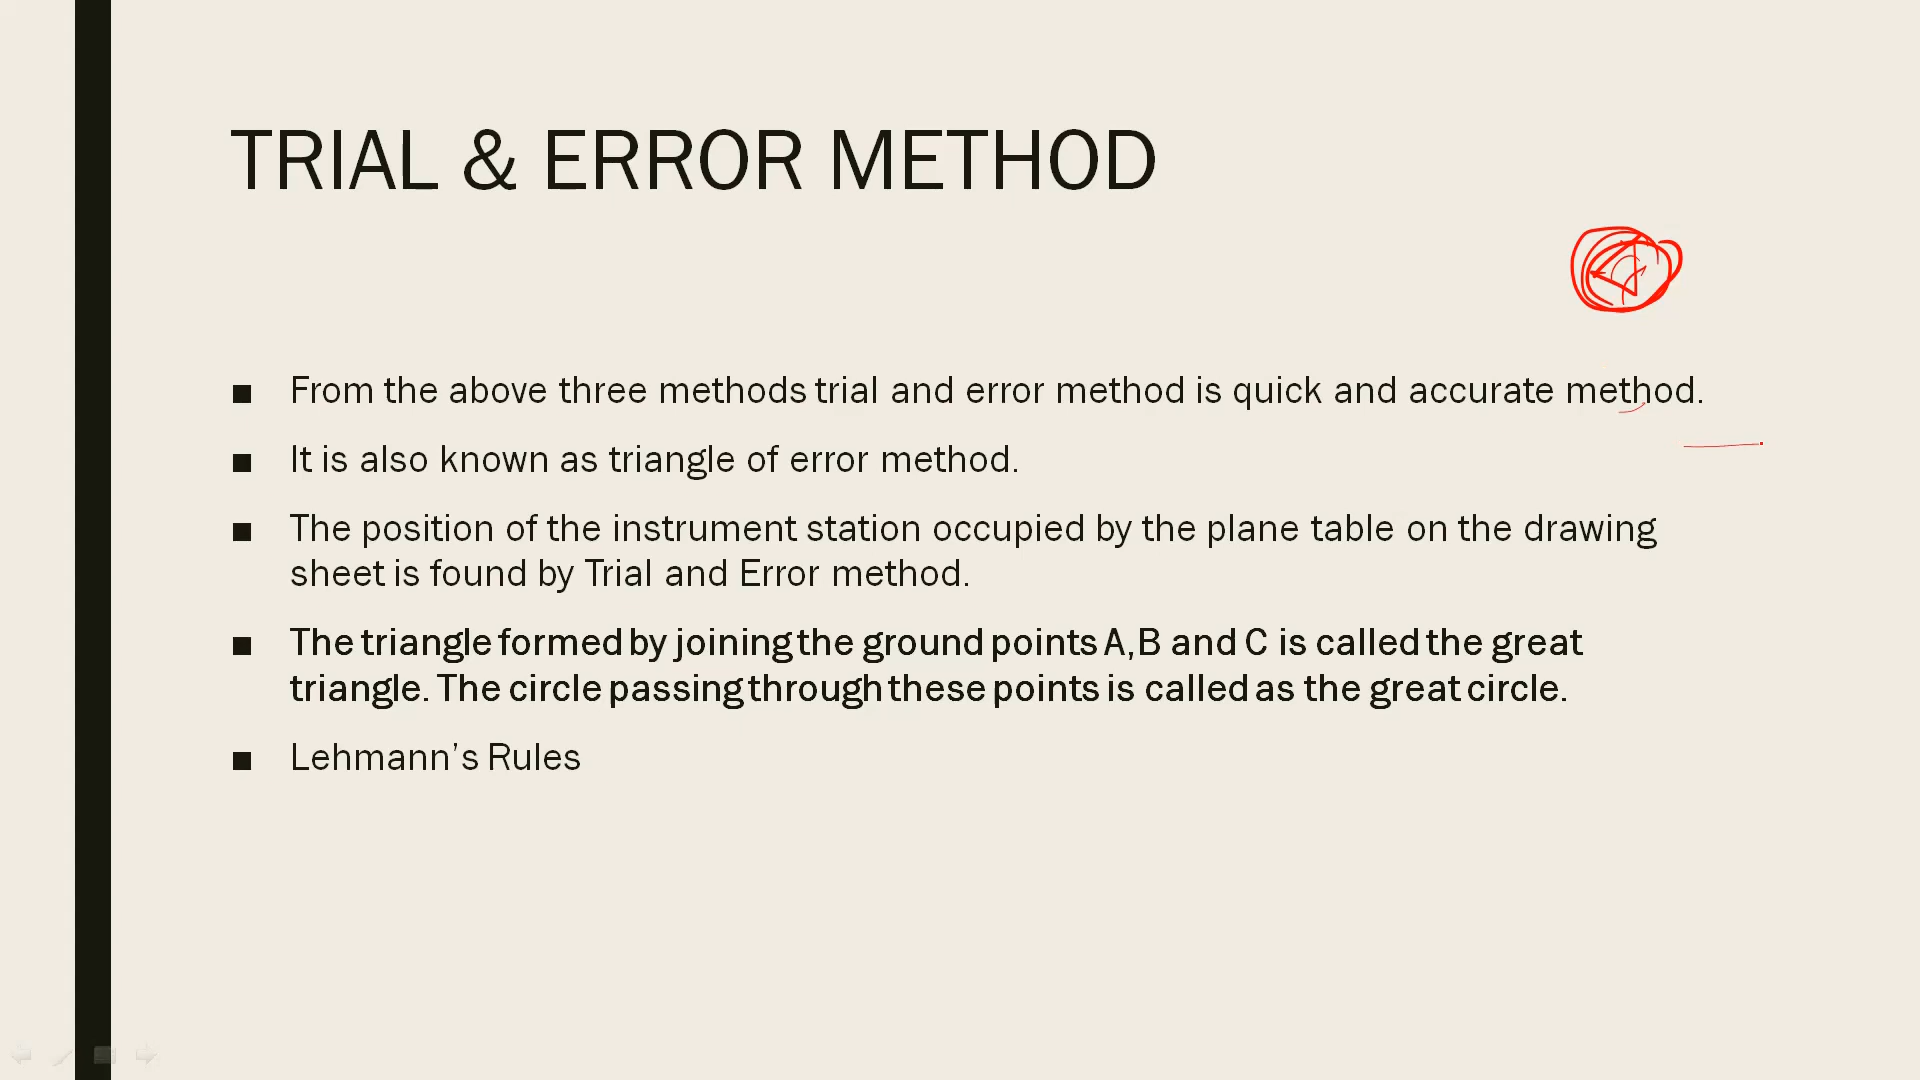 TRIAL & ERROR METHOD
■ From the above three methods trial and error method is quick and accurate method.
■ It is also known as triangle of error method.
■ The position of the instrument station occupied by the plane table on the drawing
sheet is found by Trial and Error method.
■ The triangle formed by joining the ground points A,B and C is called the great
triangle. The circle passing through these points is called as the great circle.
■ Lehmann’s Rules